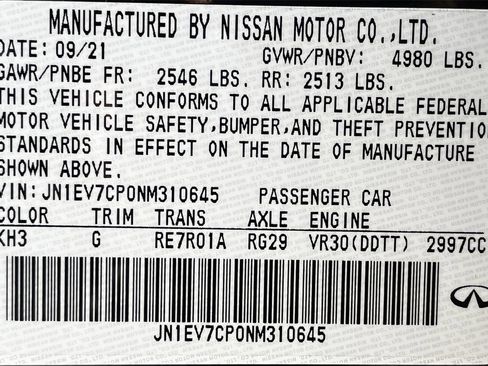 MANUFACTURED BY NISSAN MOTOR CO.,LTD.
DATE: 09/21 GVWR/PNBV: 4980 LBS.
GAWR/PNBE FR: 2546 LBS. RR: 2513 LBS.
THIS VEHICLE CONFORMS TO ALL APPLICABLE FEDERAL
MOTOR VEHICLE SAFETY,BUMPER,AND THEFT PREVENTIO
STANDARDS IN EFFECT ON THE DATE OF MANUFACTURE
SHOWN ABOVE.
VIN: JN1EV7CP0NM310645 PASSENGER CAR
COLOR TRIM TRANS AXLE ENGINE
KH3 G RE7R01A RG29 VR30(DDTT) 2997CC
JN1EV7CP0NM310645